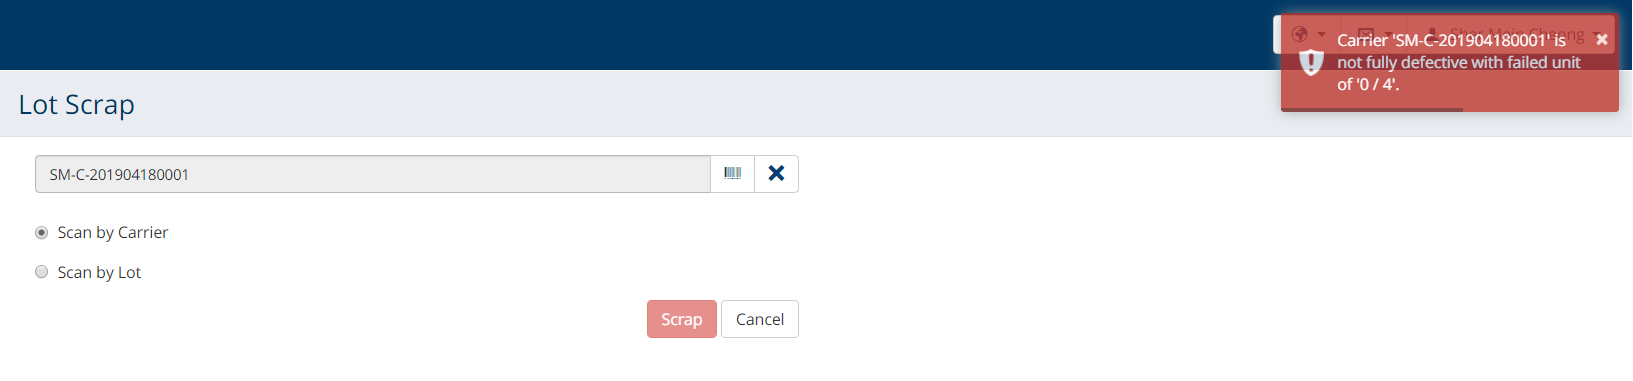 Carrier 'SM-C-201904180001' is
not fully defective with failed unit
of '0 / 4'.
Lot Scrap
SM-C-201904180001
Scan by Carrier
Scan by Lot
Scrap
Cancel